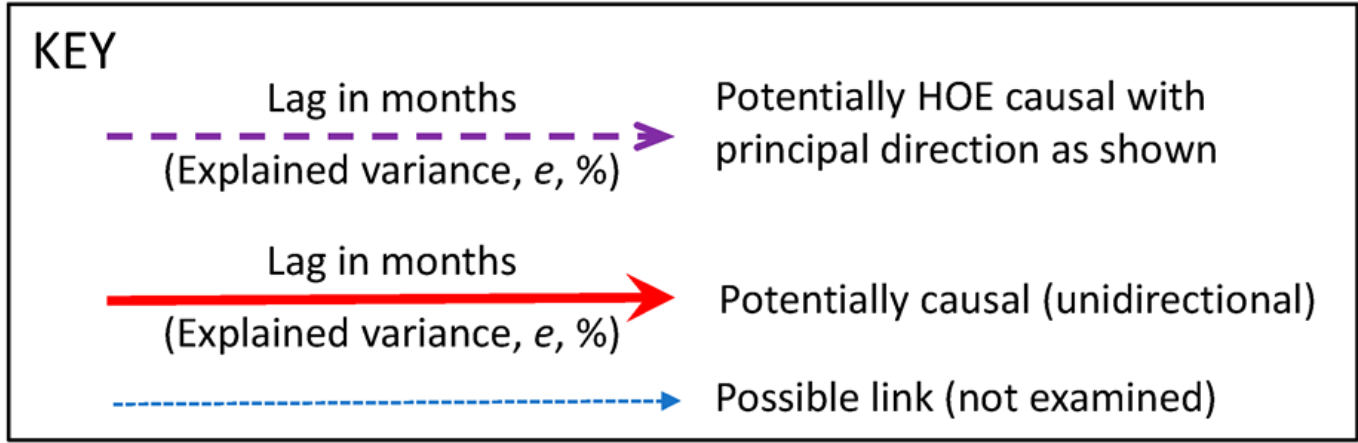 KEY
Lag in months
(Explained variance, e, %)
Potentially HOE causal with
principal direction as shown
Lag in months
(Explained variance, e, %)
Potentially causal (unidirectional)
Possible link (not examined)